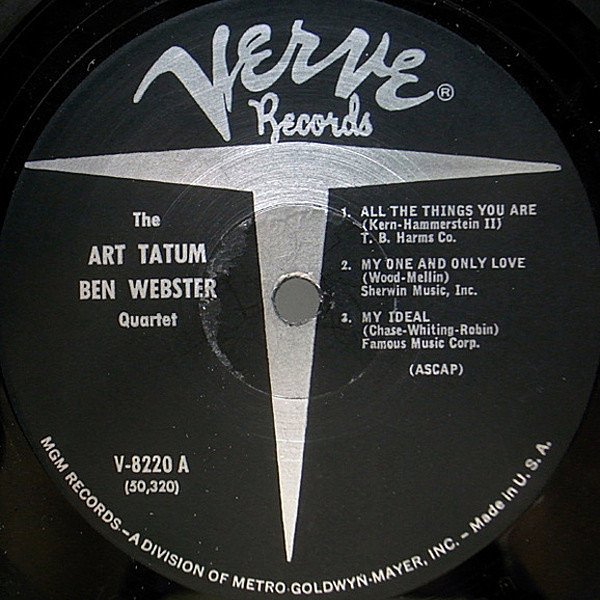 VERVE ®
Records
The
ART TATUM
BEN WEBSTER
Quartet
1. ALL THE THINGS YOU ARE
(Kern-Hammerstein II)
T. B. Harms Co.
2. MY ONE AND ONLY LOVE
(Wood-Mellin)
Sherwin Music, Inc.
3. MY IDEAL
(Chase-Whiting-Robin)
Famous Music Corp.
(ASCAP)
V-8220 A
(50,320)
MGM RECORDS—A DIVISION OF METRO-GOLDWYN-MAYER, INC. – Made in U. S. A.